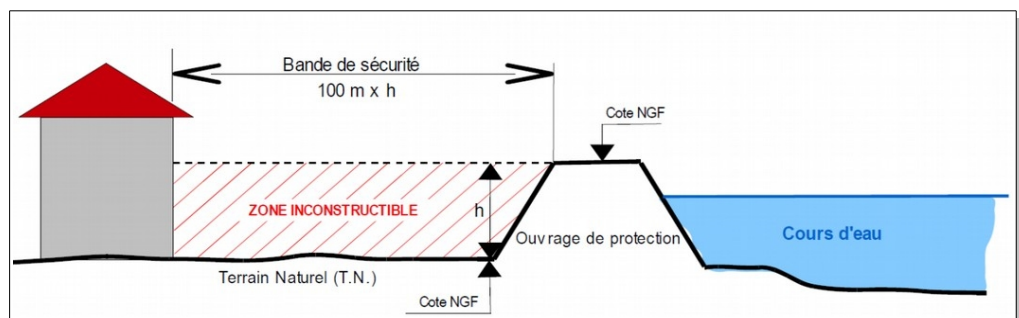 Bande de sécurité
100 m x h
Cote NGF
ZONE INCONSTRUCTIBLE
h
Ouvrage de protection
Cours d'eau
Terrain Naturel (T.N.)
Cote NGF